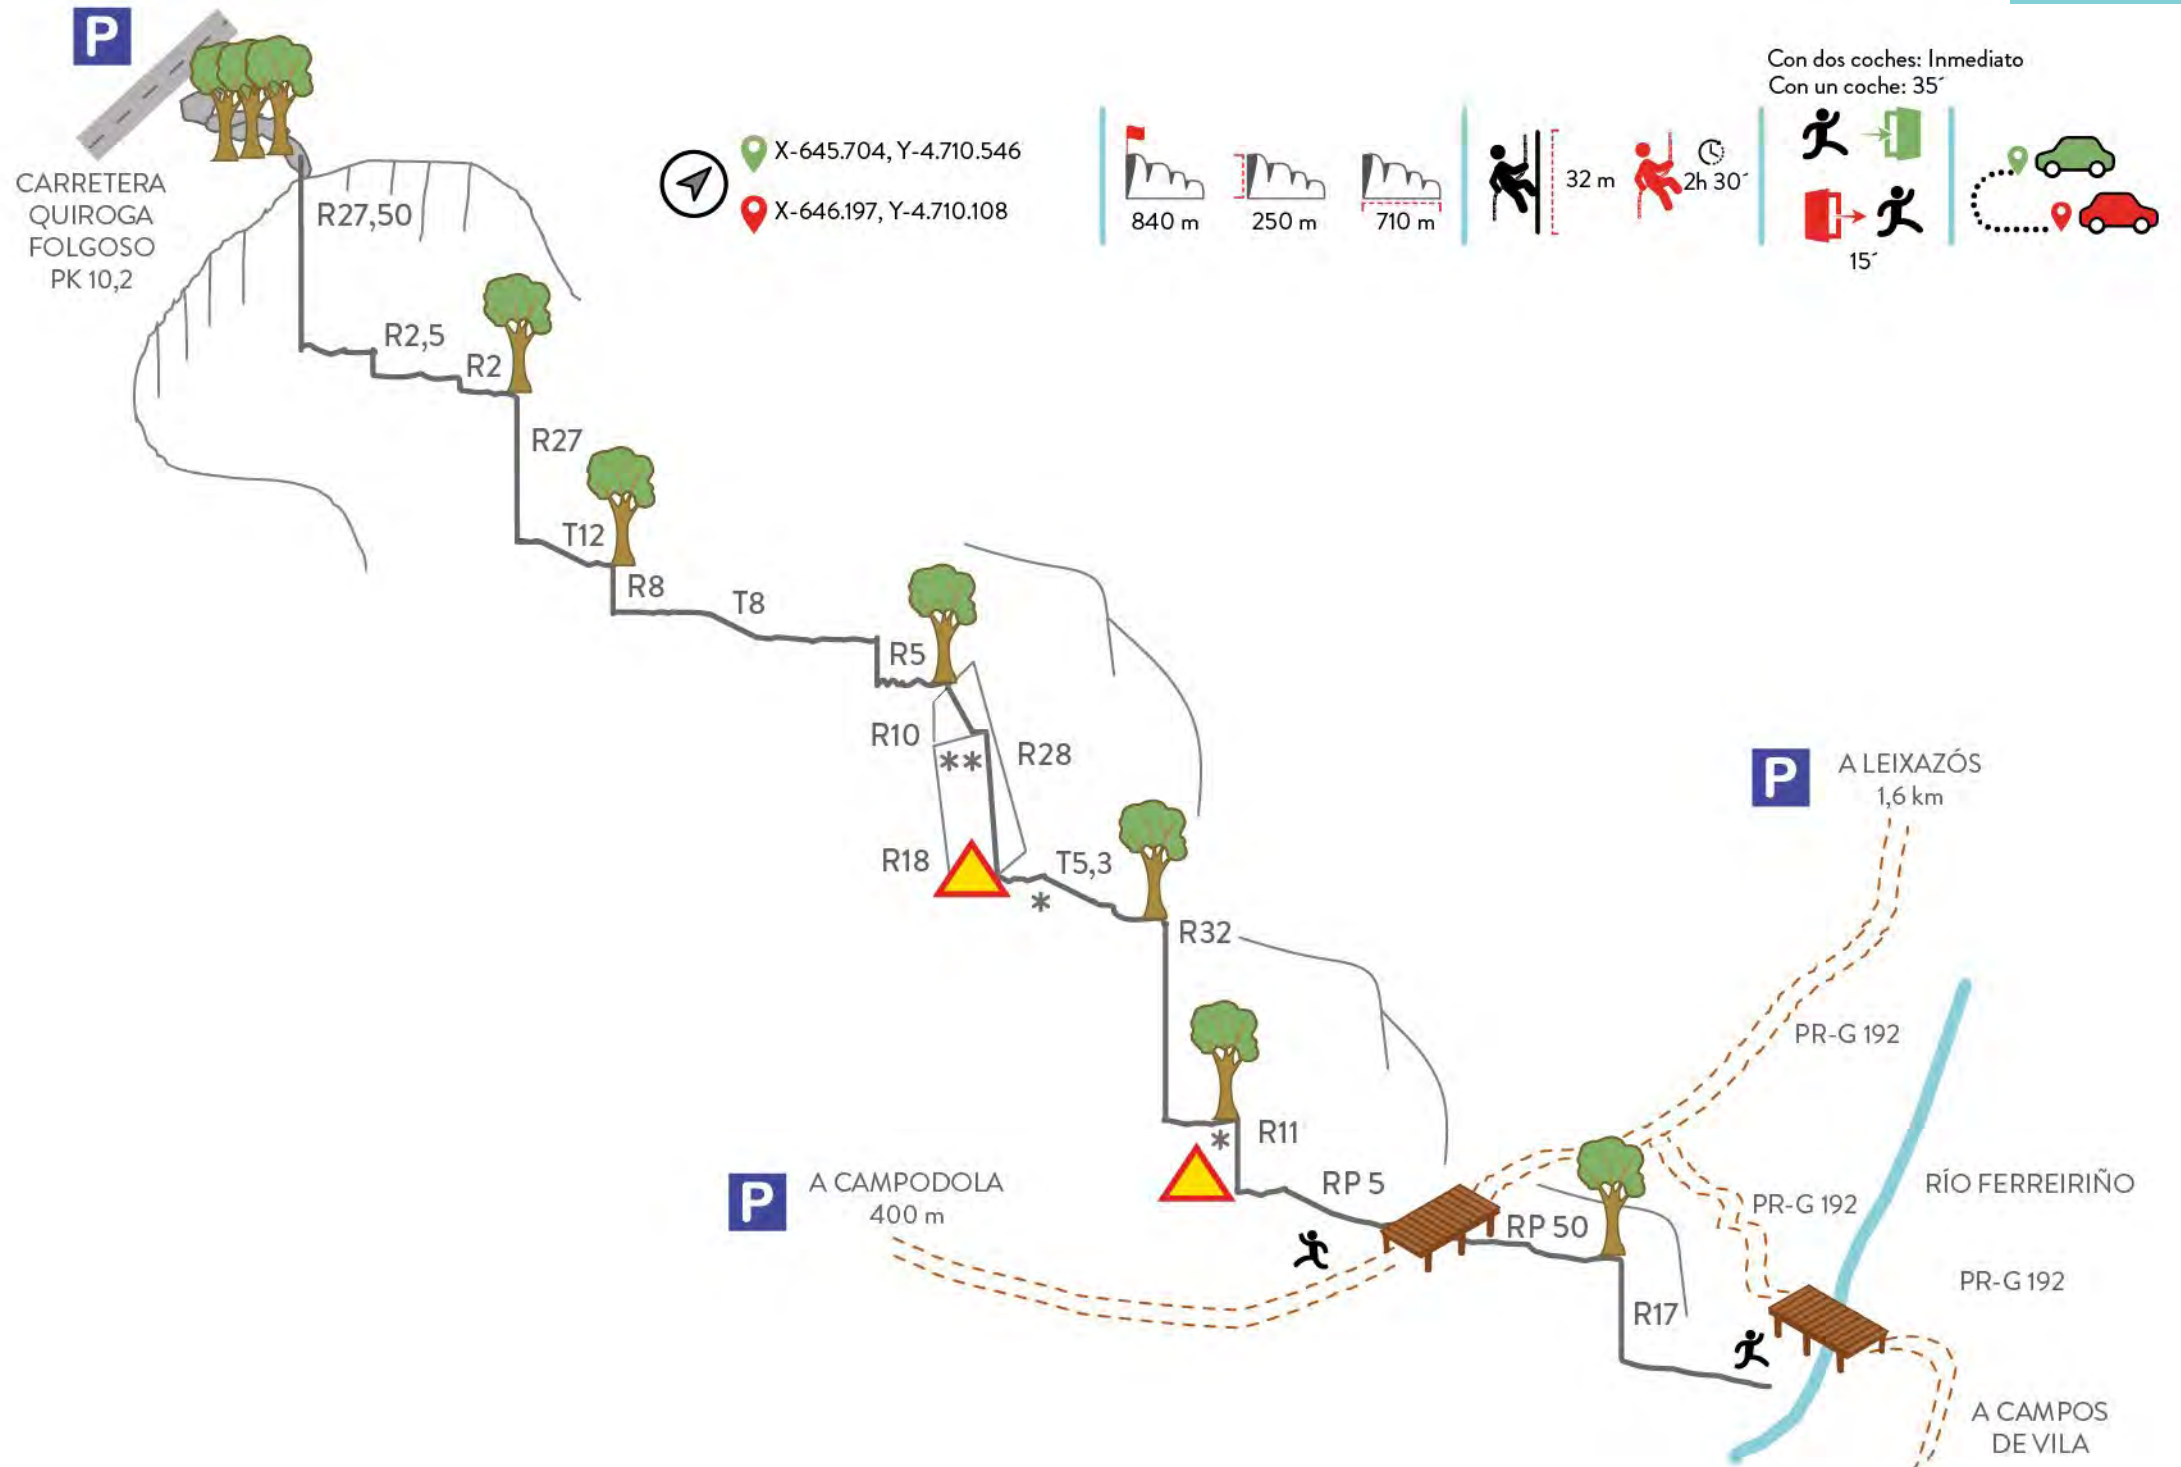 P
CARRETERA
QUIROGA
FOLGOSO
PK 10,2
X-645.704, Y-4.710.546
X-646.197, Y-4.710.108
840 m
250 m
710 m
32 m
2h 30´
Con dos coches: Inmediato
Con un coche: 35´
15´
R27,50
R2,5
R2
R27
T12
R8
T8
R5
R10
**
R28
R18
T5,3
*
R32
*
R11
RP 5
P
A CAMPODOLA
400 m
RP 50
R17
P
A LEIXAZÓS
1,6 km
PR-G 192
PR-G 192
RÍO FERREIRIÑO
PR-G 192
A CAMPOS
DE VILA